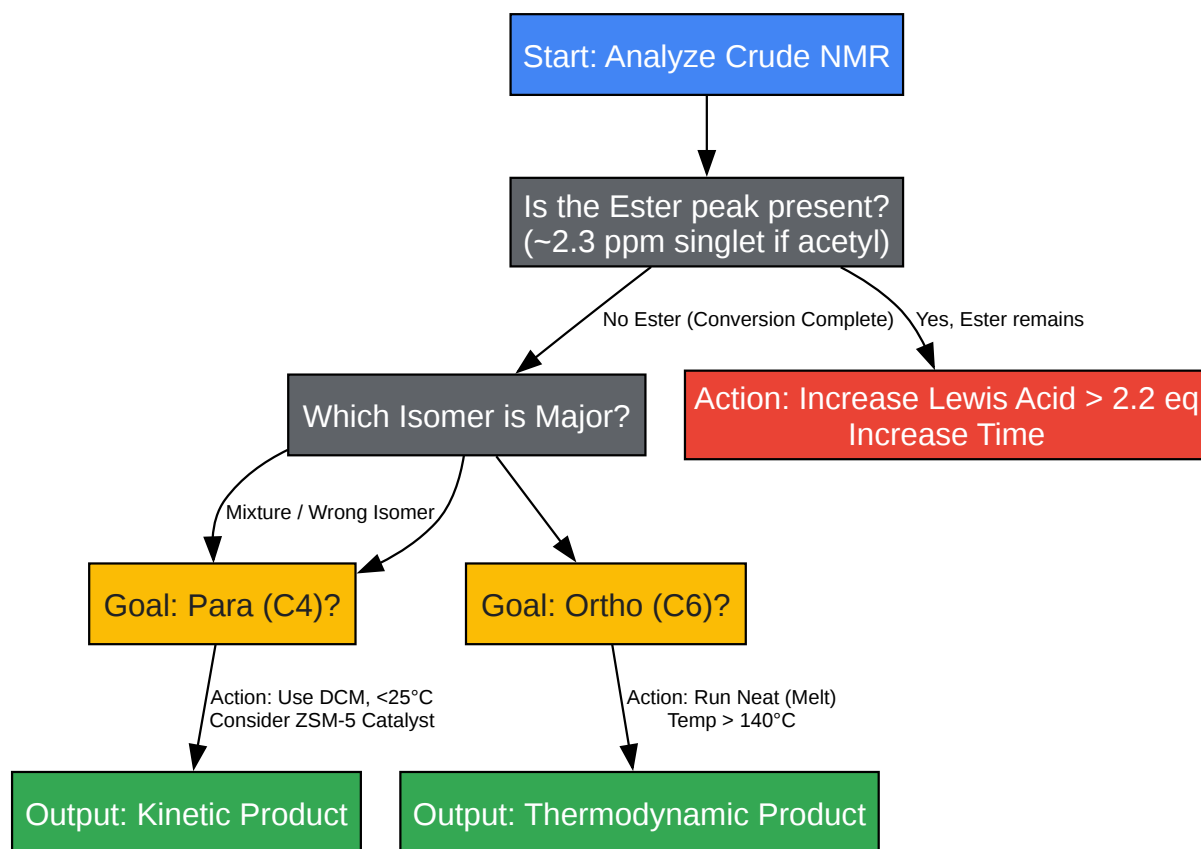 Start: Analyze Crude NMR
Is the Ester peak present?
(~2.3 ppm singlet if acetyl)
No Ester (Conversion Complete)
Yes, Ester remains
Which Isomer is Major?
Action: Increase Lewis Acid > 2.2 eq
Increase Time
Mixture / Wrong Isomer
Goal: Para (C4)?
Goal: Ortho (C6)?
Action: Use DCM, <25°C
Consider ZSM-5 Catalyst
Action: Run Neat (Melt)
Temp > 140°C
Output: Kinetic Product
Output: Thermodynamic Product